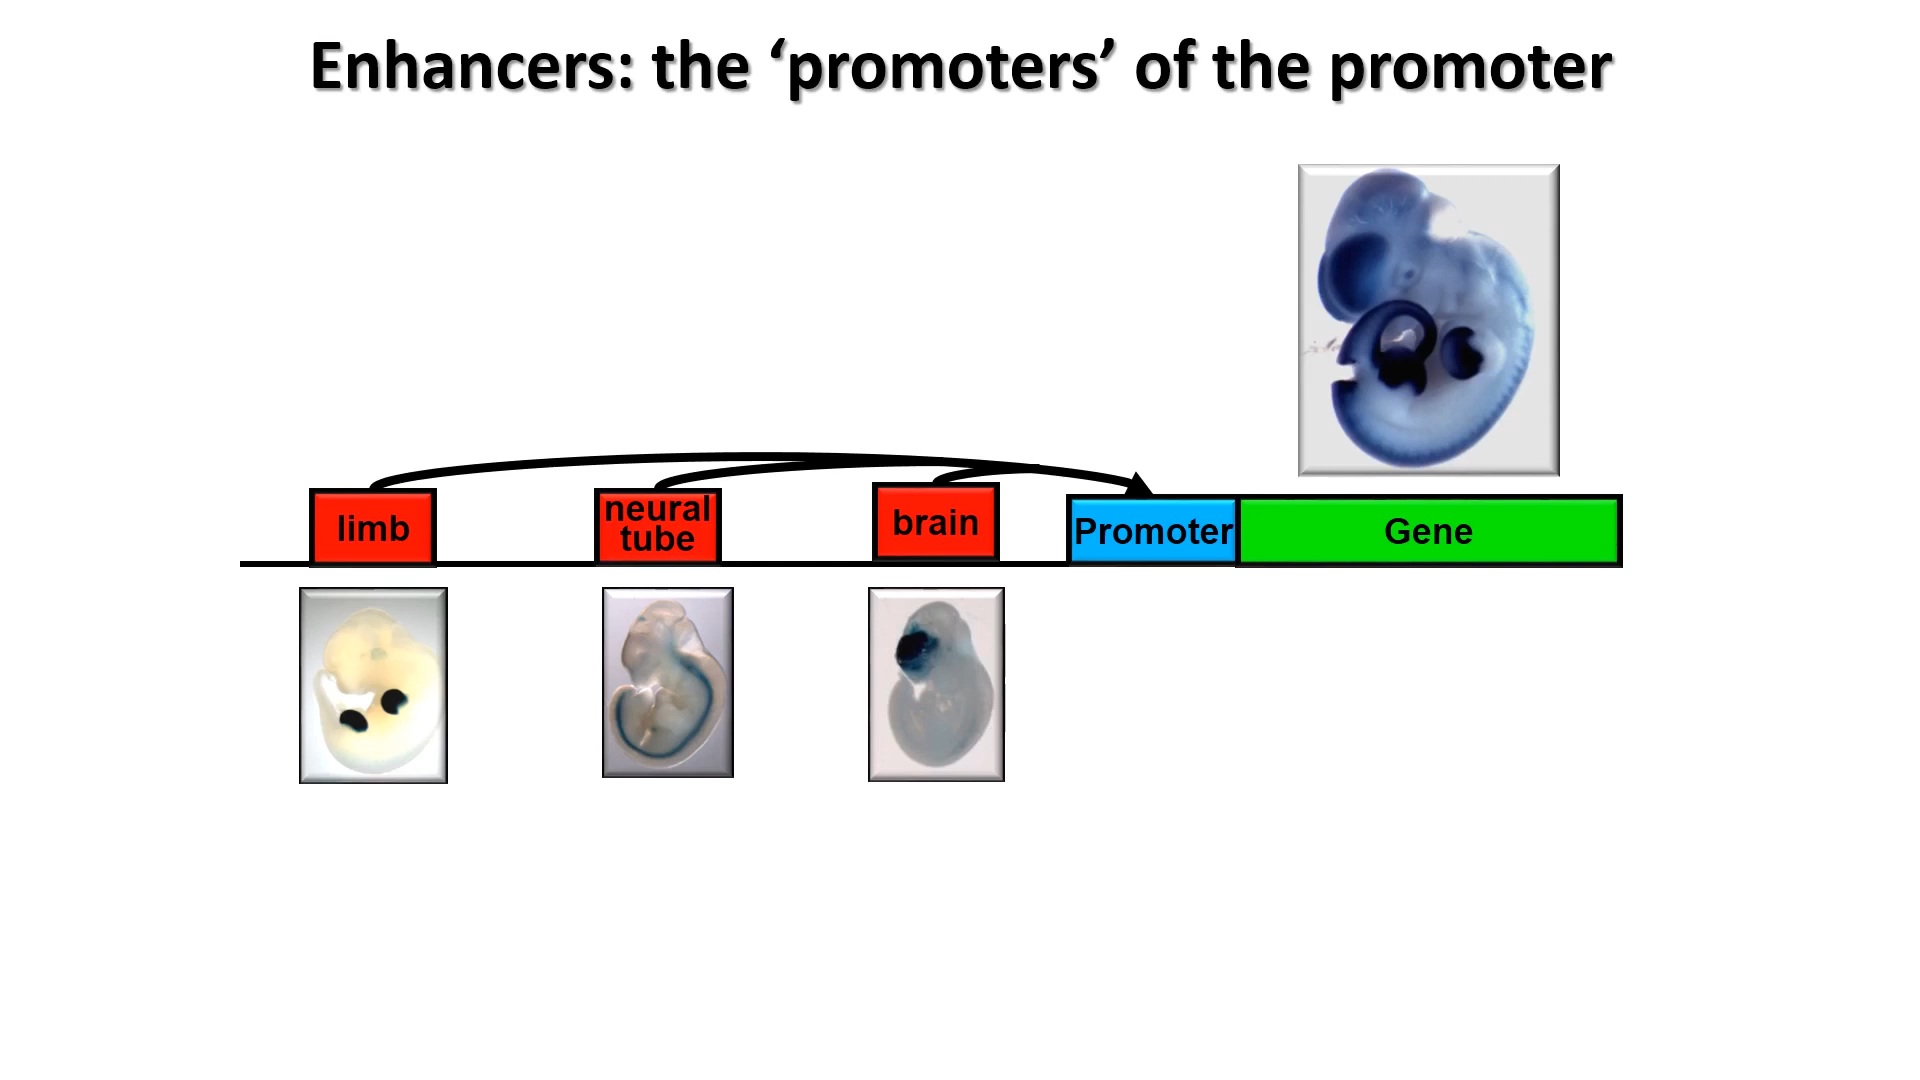 Enhancers: the ‘promoters’ of the promoter
limb
neural
tube
brain
Promoter
Gene